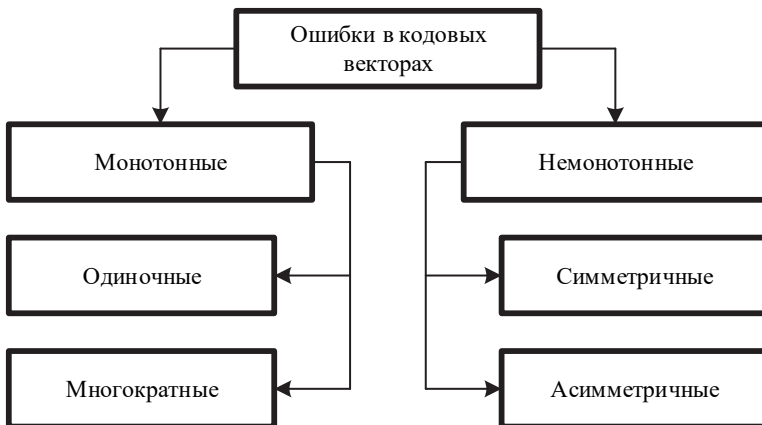 Ошибки в кодовых
векторах
Монотонные
Немонотонные
Одиночные
Симметричные
Многократные
Асимметричные